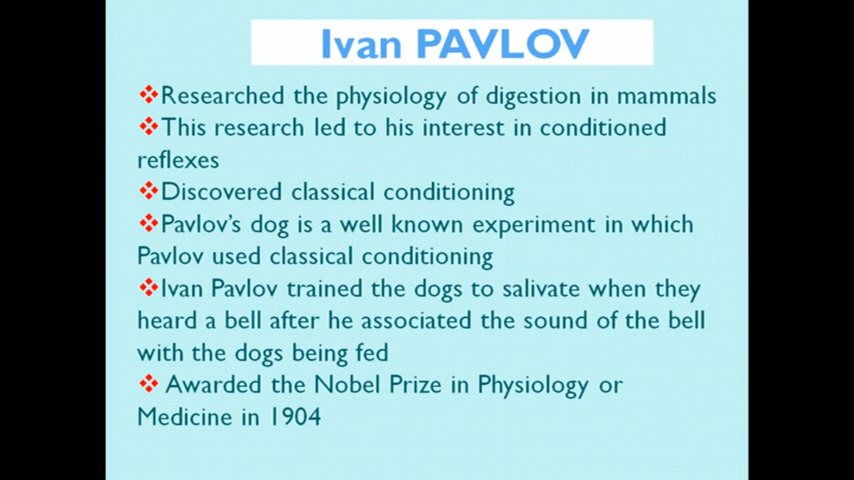 Ivan PAVLOV
Researched the physiology of digestion in mammals
This research led to his interest in conditioned
reflexes
Discovered classical conditioning
Pavlov’s dog is a well known experiment in which
Pavlov used classical conditioning
Ivan Pavlov trained the dogs to salivate when they
heard a bell after he associated the sound of the bell
with the dogs being fed
Awarded the Nobel Prize in Physiology or
Medicine in 1904